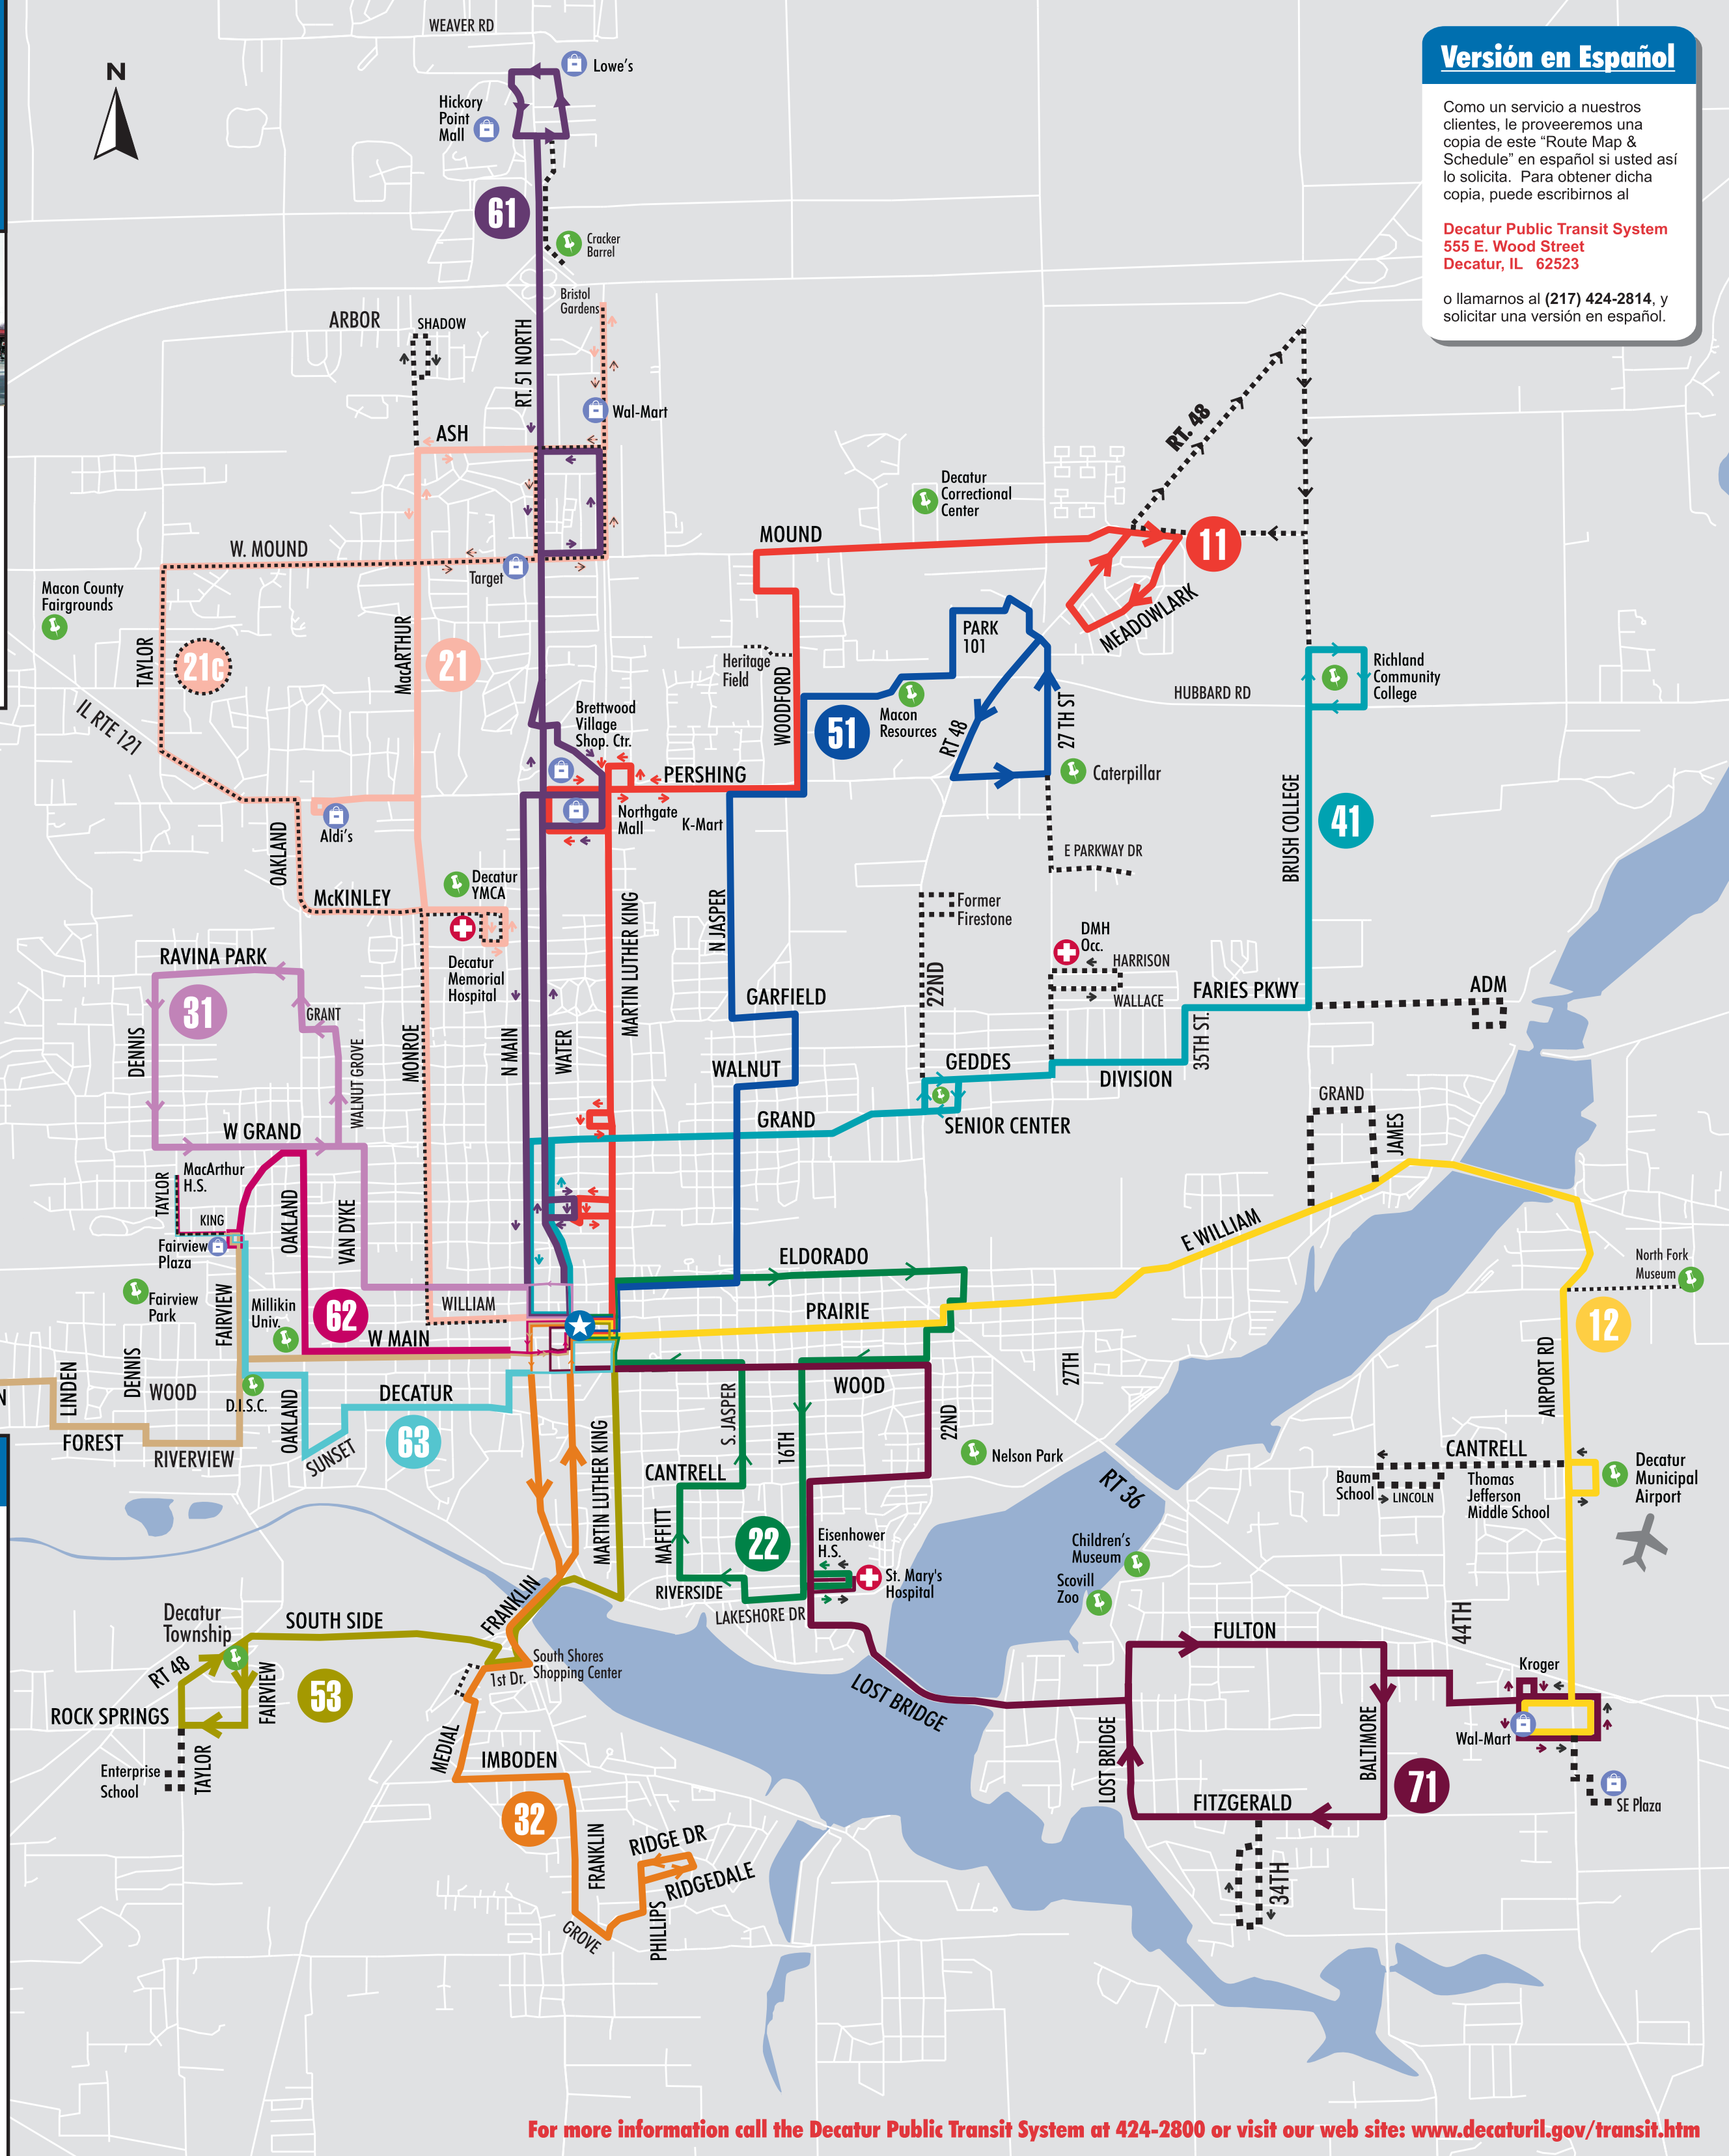 WEAVER RD
N
Lowe's
Hickory
Point
Mall
61
Cracker
Barrel
Versión en Español
Como un servicio a nuestros
clientes, le proveeremos una
copia de este “Route Map &
Schedule” en español si usted así
lo solicita. Para obtener dicha
copia, puede escribirnos al
Decatur Public Transit System
555 E. Wood Street
Decatur, IL 62523
o llamarnos al (217) 424-2814, y
solicitar una versión en español.
Bristol
Gardens
ARBOR
SHADOW
RT. 51 NORTH
Wal-Mart
ASH
RT. 48
Decatur
Correctional
Center
MOUND
11
W. MOUND
Target
Macon County
Fairgrounds
TAYLOR
21c
MacARTHUR
21
IL RTE 121
MEADOWLARK
PARK
101
Heritage
Field
WOODFORD
Richland
Community
College
HUBBARD RD
Brettwood
Village
Shop. Ctr.
51
Macon
Resources
RT 48
27 TH ST
Caterpillar
PERSHING
Northgate
Mall
K-Mart
Aldi's
OAKLAND
BRUSH COLLEGE
41
E PARKWAY DR
McKINLEY
Decatur
YMCA
Decatur
Memorial
Hospital
MARTIN LUTHER KING
N JASPER
Former
Firestone
22ND
DMH
Occ.
HARRISON
WALLACE
FARIES PKWY
ADM
RAVINA PARK
31
GRANT
DENNIS
WALNUT GROVE
MONROE
N MAIN
WATER
GARFIELD
WALNUT
GEDDES
DIVISION
35TH ST.
GRAND
SENIOR CENTER
GRAND
JAMES
W GRAND
MacArthur
H.S.
TAYLOR
KING
Fairview
Plaza
OAKLAND
VAN DYKE
Fairview
Park
FAIRVIEW
Millikin
Univ.
62
WILLIAM
W MAIN
ELDORADO
PRAIRIE
E WILLIAM
North Fork
Museum
12
AIRPORT RD
N
LINDEN
DENNIS
WOOD
D.I.S.C.
OAKLAND
DECATUR
63
SUNSET
FOREST
RIVERVIEW
WOOD
27TH
22ND
S. JASPER
16TH
CANTRELL
MAFFITT
22
MARTIN LUTHER KING
Nelson Park
RT 36
CANTRELL
Baum
School
LINCOLN
Thomas
Jefferson
Middle School
Decatur
Municipal
Airport
Eisenhower
H.S.
St. Mary's
Hospital
RIVERSIDE
LAKESHORE DR
Children's
Museum
Scovill
Zoo
FRANKLIN
Decatur
Township
SOUTH SIDE
RT 48
FAIRVIEW
53
ROCK SPRINGS
South Shores
Shopping Center
1st Dr.
LOST BRIDGE
FULTON
44TH
Kroger
Wal-Mart
Enterprise
School
TAYLOR
MEDIAL
IMBODEN
32
LOST BRIDGE
BALTIMORE
71
FITZGERALD
SE Plaza
FRANKLIN
RIDGE DR
RIDGEDALE
GROVE
PHILLIPS
34TH
For more information call the Decatur Public Transit System at 424-2800 or visit our web site: www.decaturil.gov/transit.htm